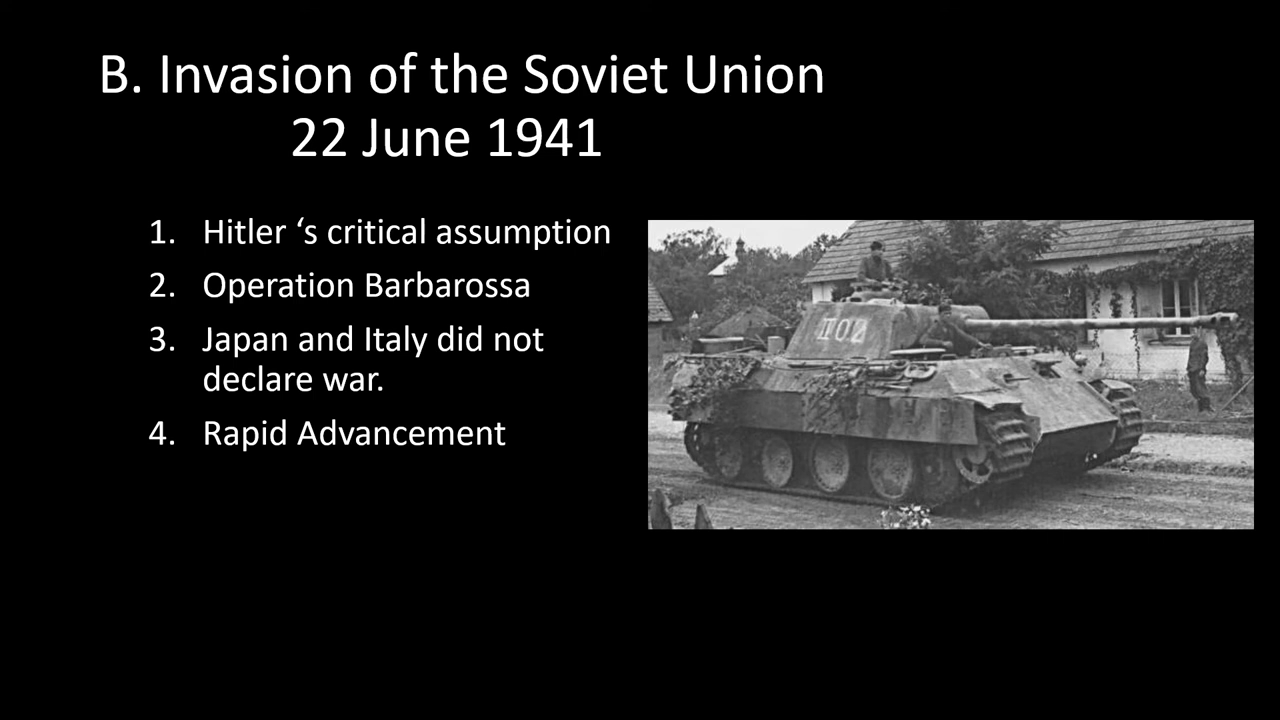 B. Invasion of the Soviet Union
22 June 1941
1. Hitler ‘s critical assumption
2. Operation Barbarossa
3. Japan and Italy did not
declare war.
4. Rapid Advancement
I02